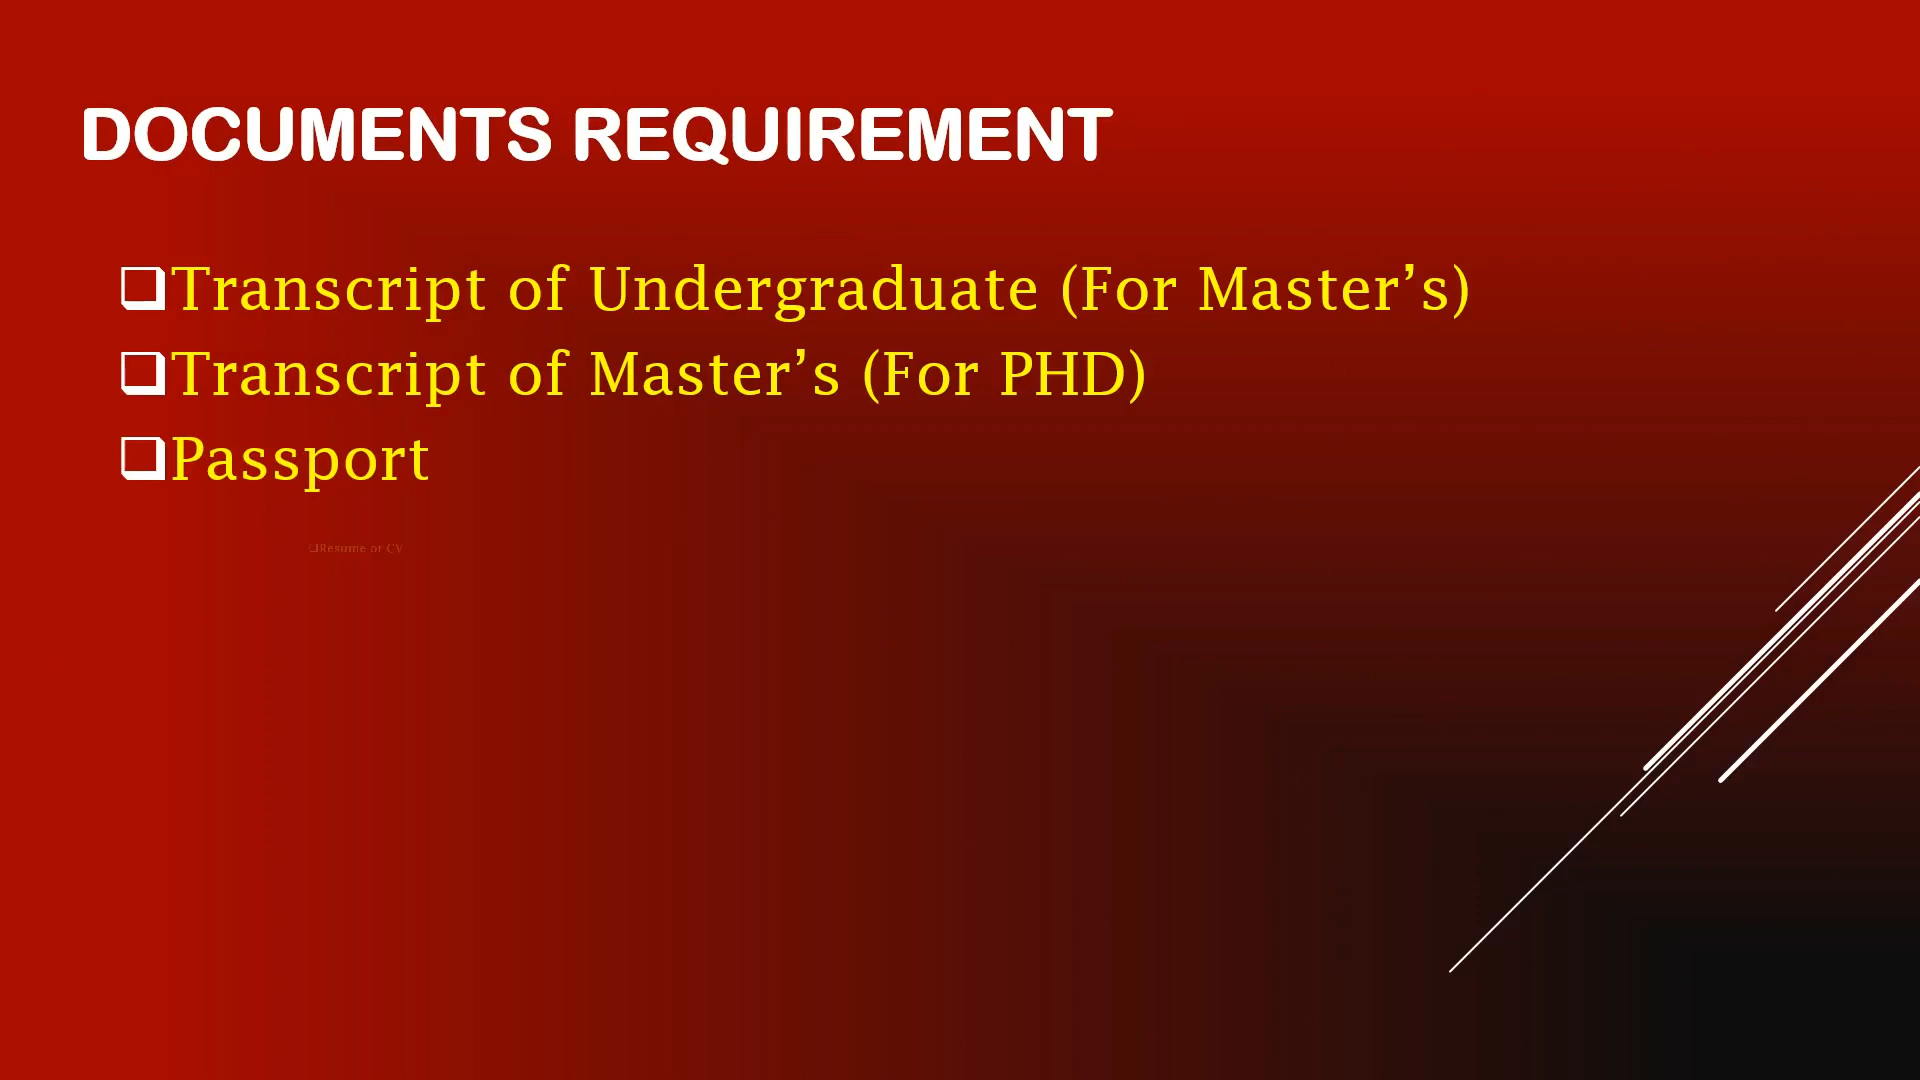 DOCUMENTS REQUIREMENT
❑Transcript of Undergraduate (For Master’s)
❑Transcript of Master’s (For PHD)
❑Passport
❑Resume or CV